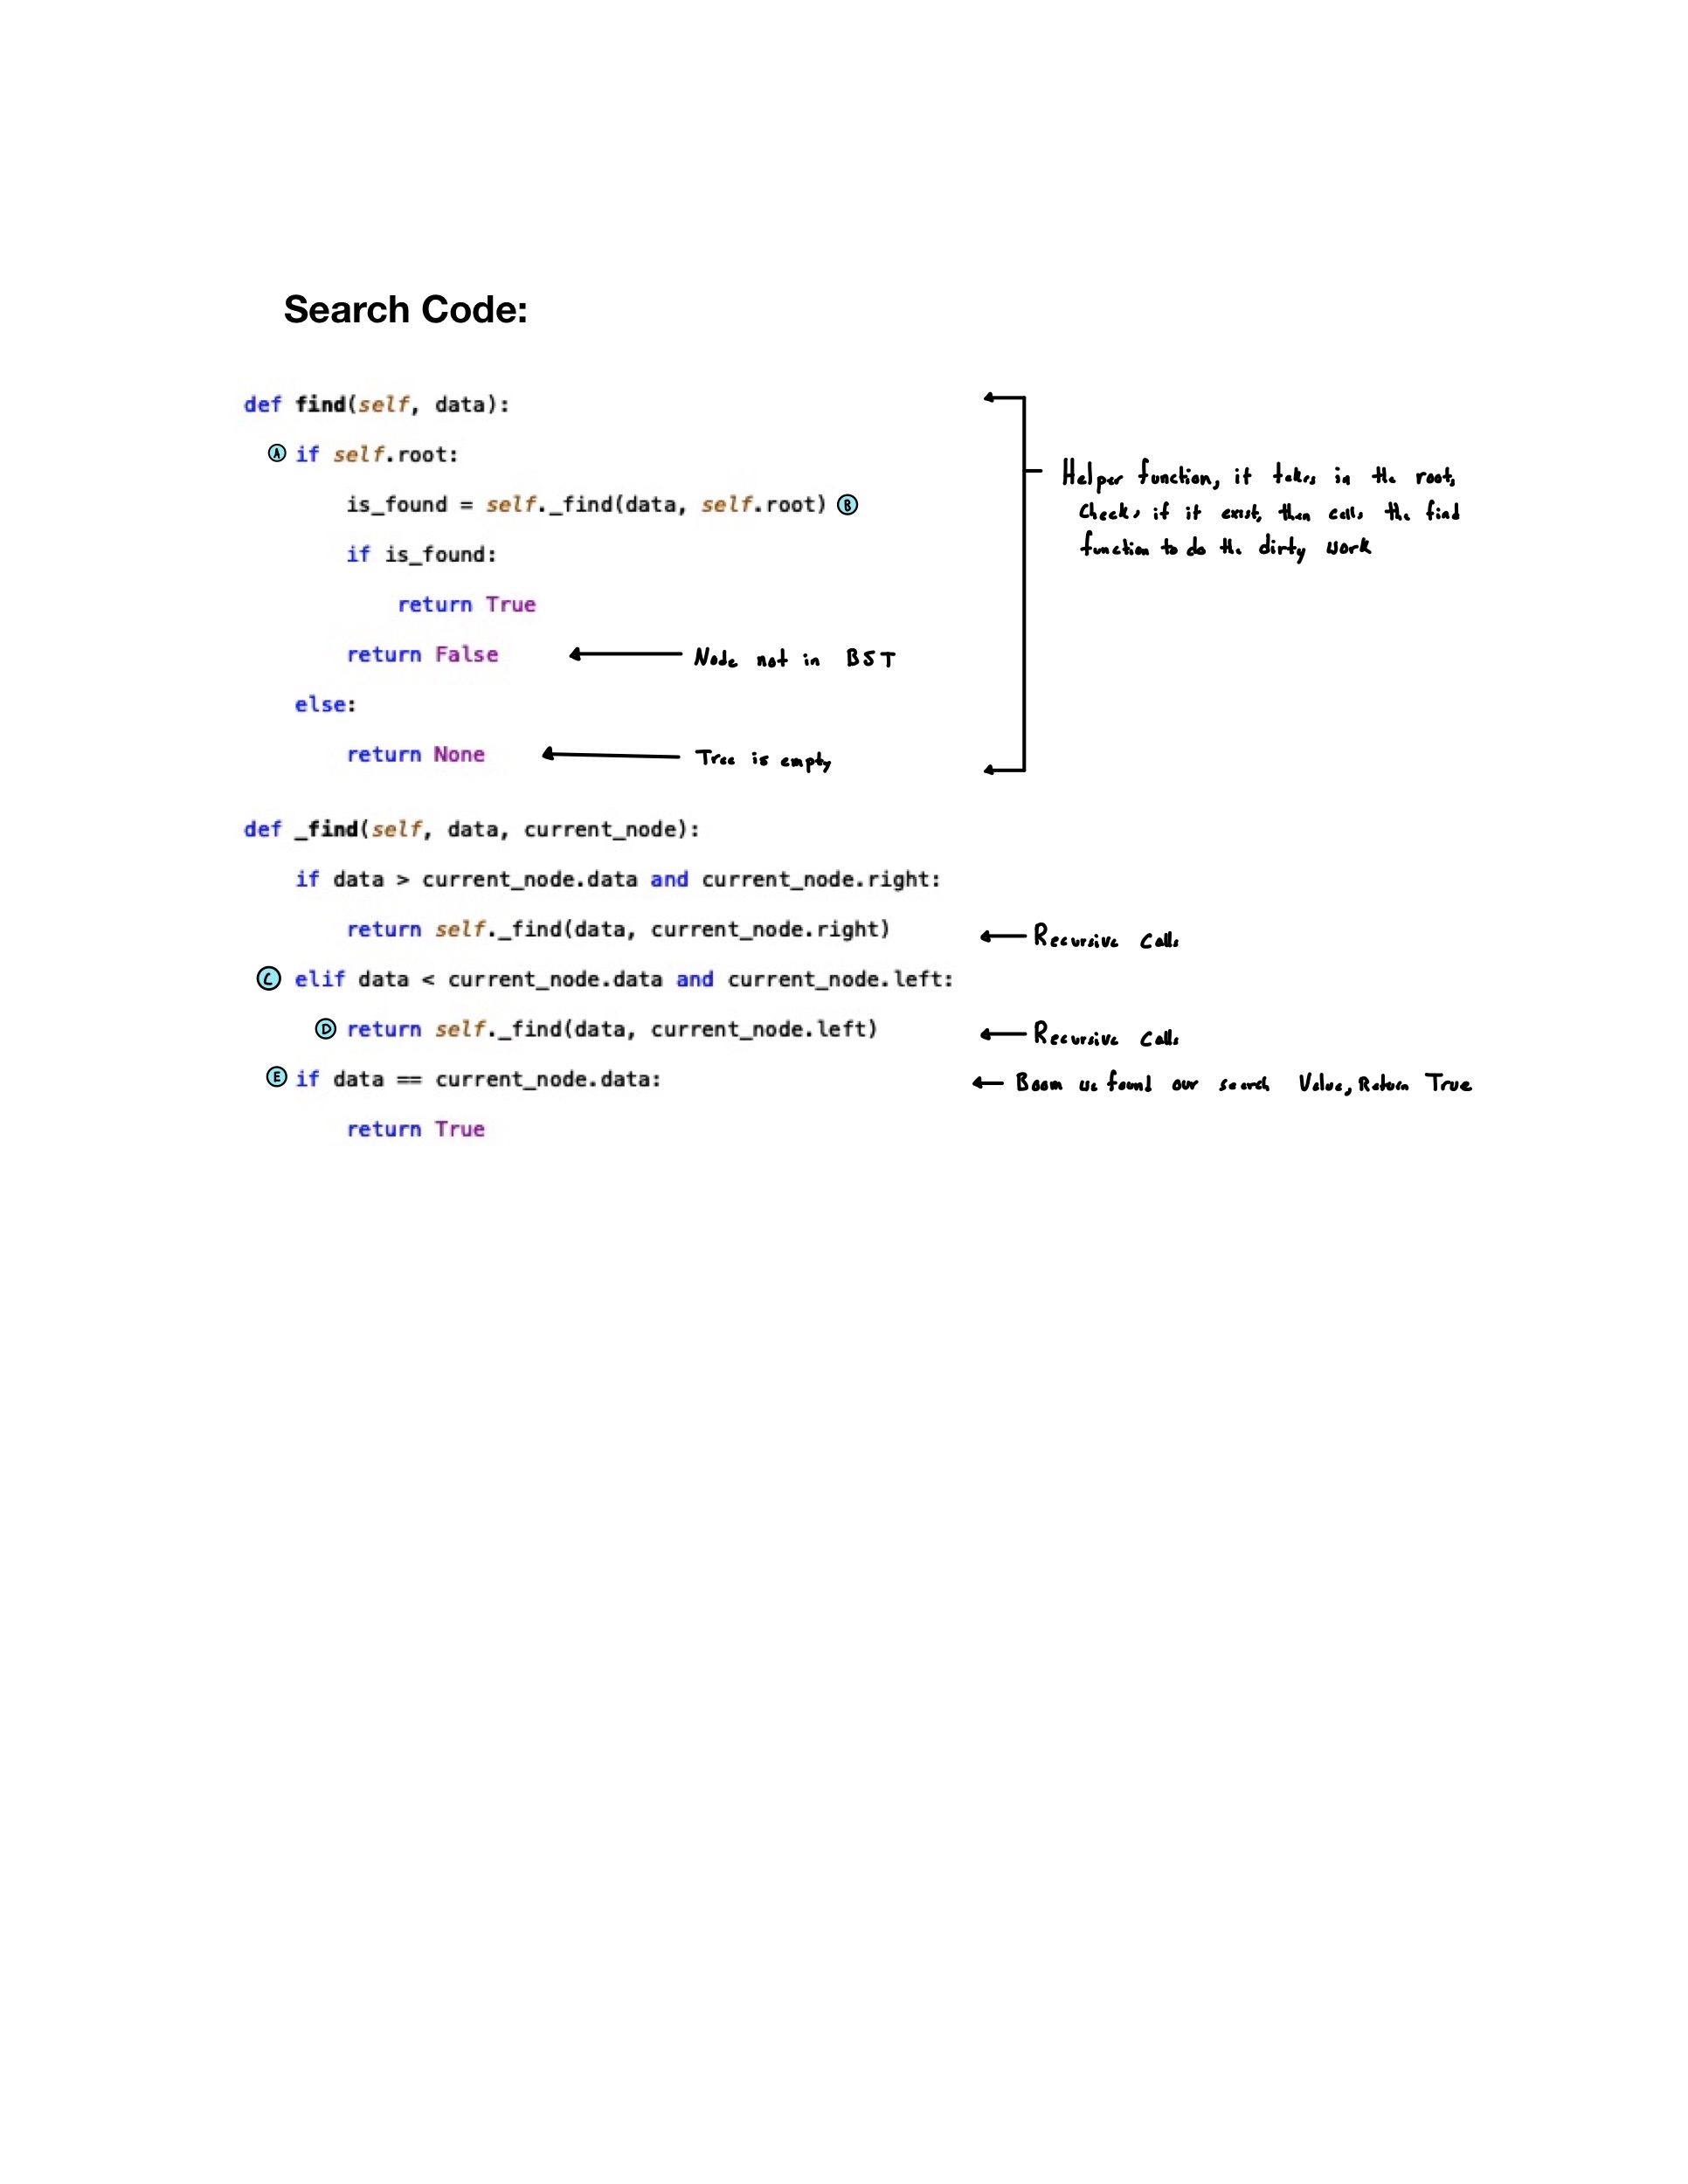 Search Code:
def find(self, data):
A if self.root:
is_found = self._find(data, self.root) B
if is_found:
return True
return False
Node not in BST
else:
return None
Tree is empty
Helper function, it takes in the root,
Checks if it exist, then calls the find
function to do the dirty work
def _find(self, data, current_node):
if data > current_node.data and current_node.right:
return self._find(data, current_node.right)
Recursive Calls
C elif data < current_node.data and current_node.left:
D return self._find(data, current_node.left)
Recursive Calls
E if data == current_node.data:
Boom we found our search Value, Return True
return True